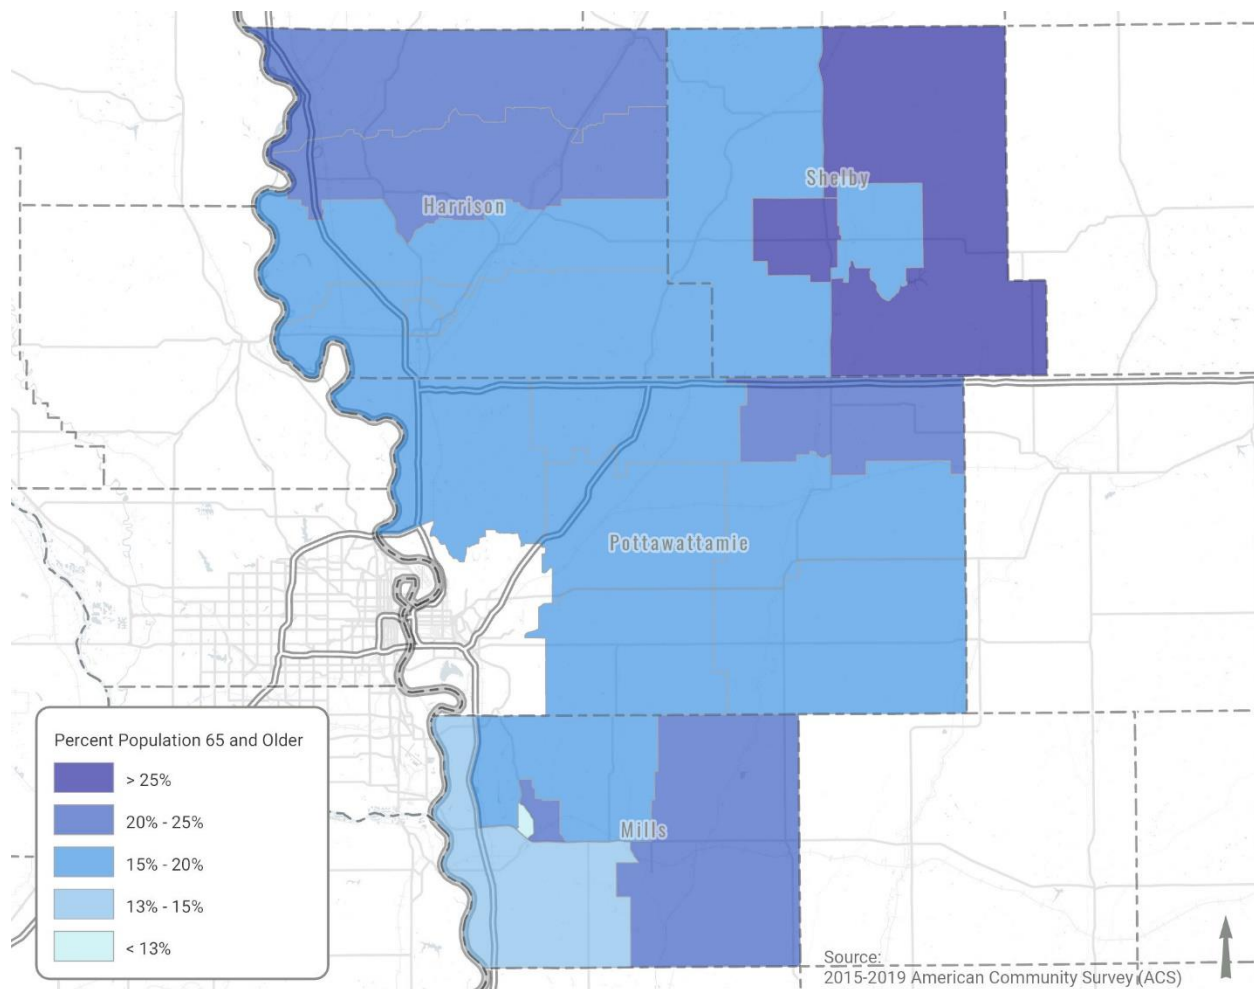 Shelby
Harrison
Pottawattamie
Mills
Percent Population 65 and Older
> 25%
20% - 25%
15% - 20%
13% - 15%
< 13%
Source:
2015-2019 American Community Survey (ACS)